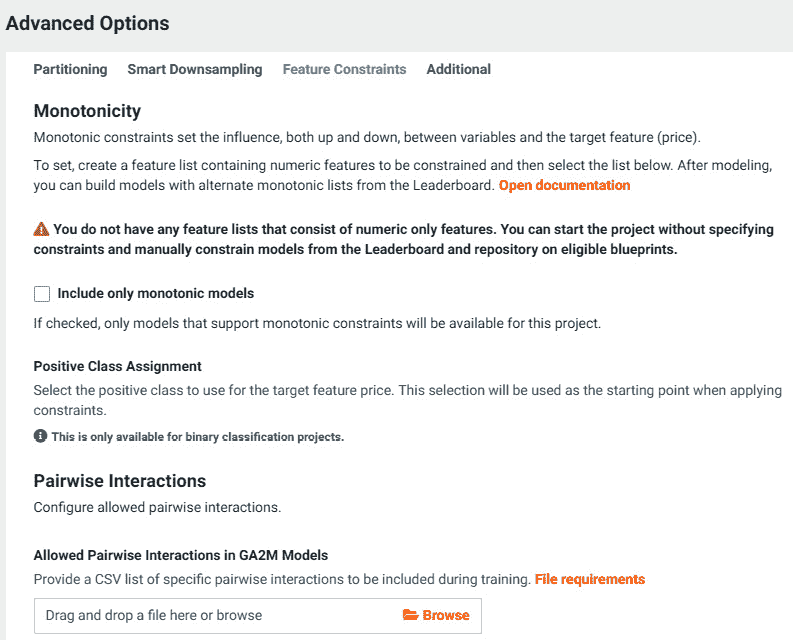 Advanced Options
Partitioning Smart Downsampling Feature Constraints Additional
Monotonicity
Monotonic constraints set the influence, both up and down, between variables and the target feature (price).
To set, create a feature list containing numeric features to be constrained and then select the list below. After modeling,
you can build models with alternate monotonic lists from the Leaderboard. Open documentation
You do not have any feature lists that consist of numeric only features. You can start the project without specifying
constraints and manually constrain models from the Leaderboard and repository on eligible blueprints.
Include only monotonic models
If checked, only models that support monotonic constraints will be available for this project.
Positive Class Assignment
Select the positive class to use for the target feature price. This selection will be used as the starting point when applying
constraints.
This is only available for binary classification projects.
Pairwise Interactions
Configure allowed pairwise interactions.
Allowed Pairwise Interactions in GA2M Models
Provide a CSV list of specific pairwise interactions to be included during training. File requirements
Drag and drop a file here or browse Browse